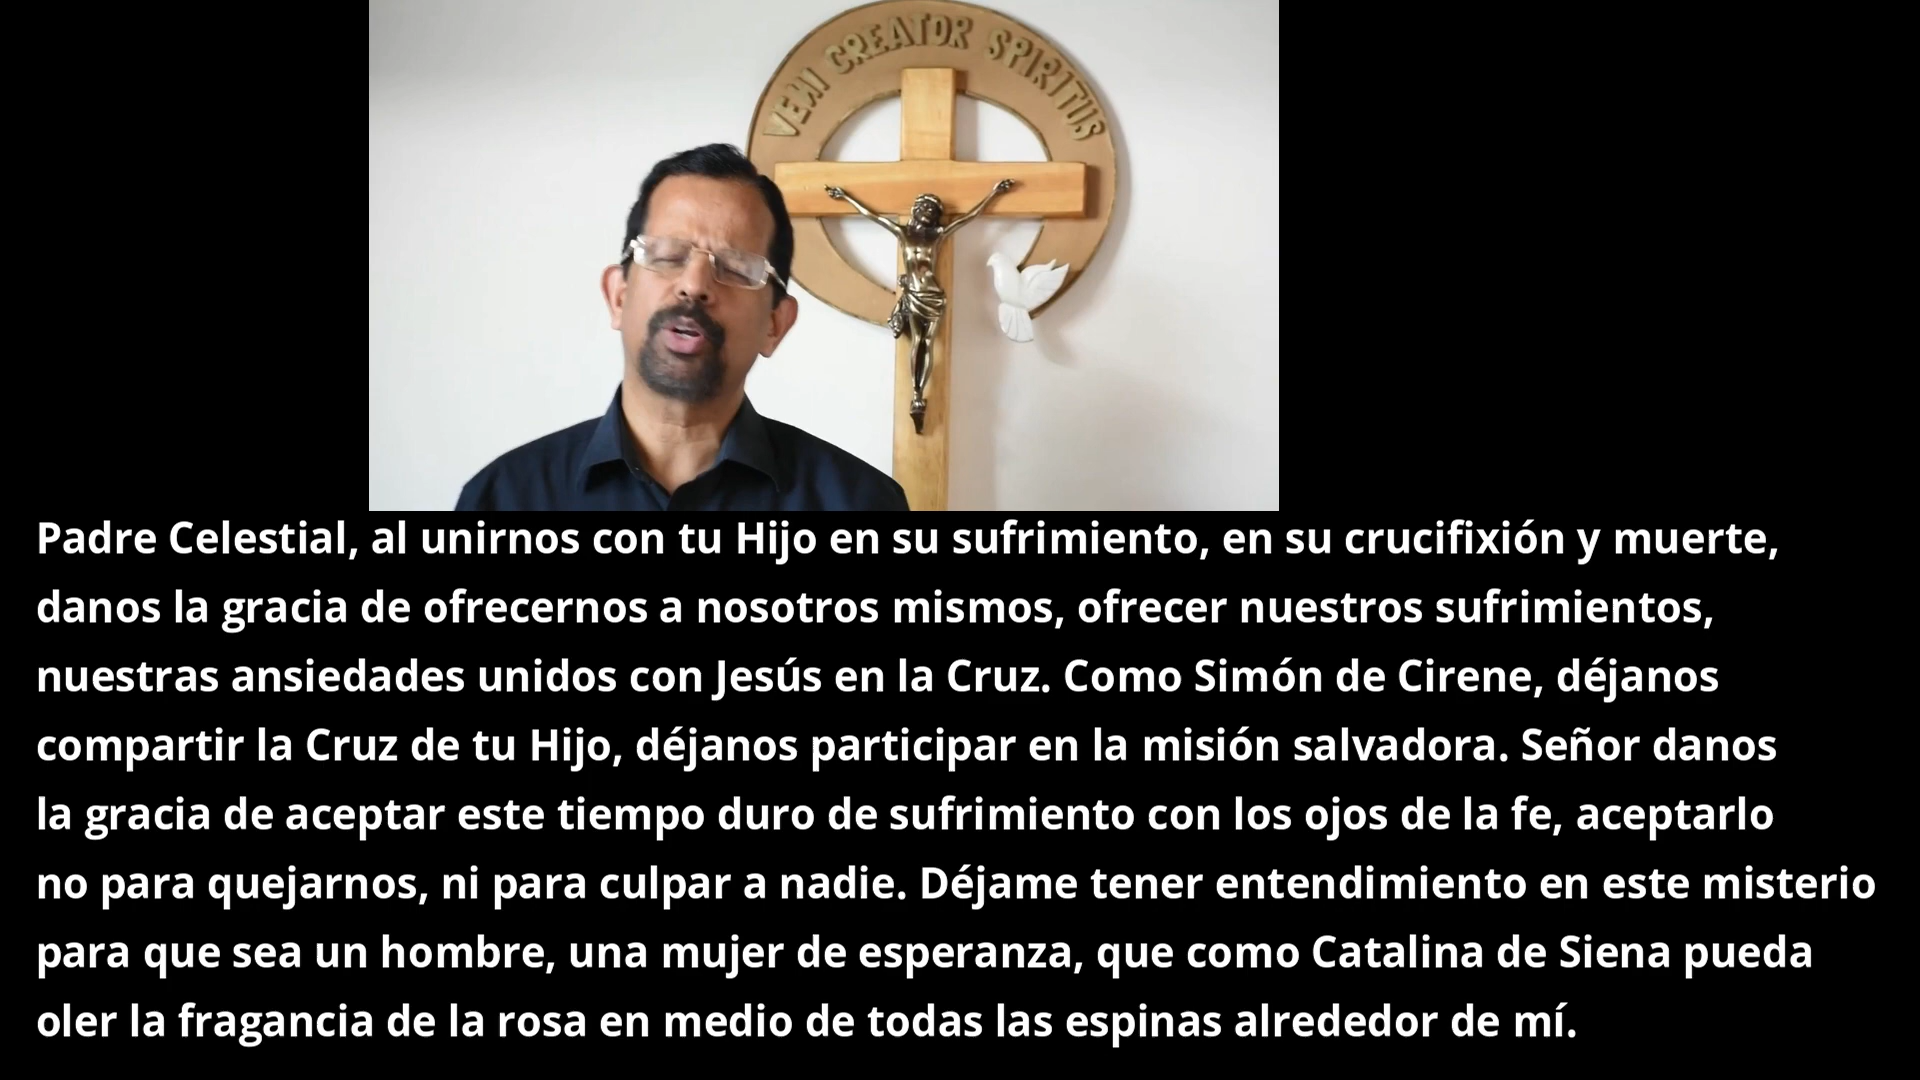 VENI CREATOR SPIRITUS
Padre Celestial, al unirnos con tu Hijo en su sufrimiento, en su crucifixión y muerte,
danos la gracia de ofrecernos a nosotros mismos, ofrecer nuestros sufrimientos,
nuestras ansiedades unidos con Jesús en la Cruz. Como Simón de Cirene, déjanos
compartir la Cruz de tu Hijo, déjanos participar en la misión salvadora. Señor danos
la gracia de aceptar este tiempo duro de sufrimiento con los ojos de la fe, aceptarlo
no para quejarnos, ni para culpar a nadie. Déjame tener entendimiento en este misterio
para que sea un hombre, una mujer de esperanza, que como Catalina de Siena pueda
oler la fragancia de la rosa en medio de todas las espinas alrededor de mí.